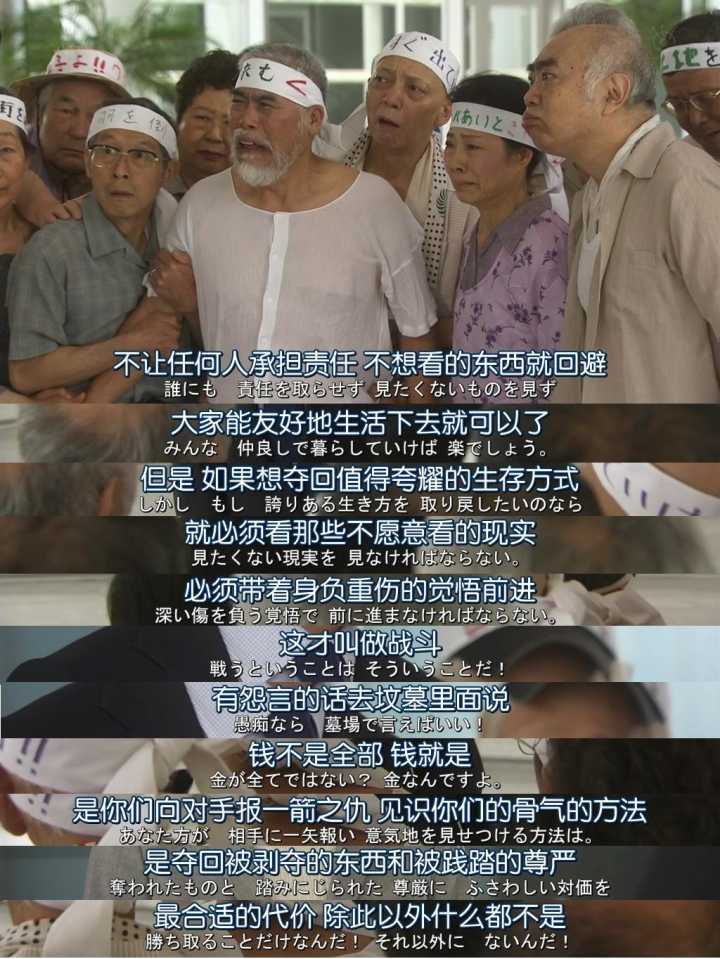 たむく
すぐ出て
あいと
地を
不让任何人承担责任 不想看的东西就回避
誰にも 責任を取らせず 見たくないものを見ず
大家能友好地生活下去就可以了
みんな 仲良しで暮らしていけば 楽でしょう。
但是 如果想夺回值得夸耀的生存方式
しかし もし 誇りある生き方を 取り戻したいのなら
就必须看那些不愿意看的现实
見たくない現実を 見なければならない。
必须带着身负重伤的觉悟前进
深い傷を負う覚悟で 前に進まなければならない。
这才叫做战斗
戦うということは そういうことだ！
有怨言的话去坟墓里面说
愚痴なら 墓場で言えばいい！
钱不是全部 钱就是
金が全てではない？ 金なんですよ。
是你们向对手报一箭之仇 见识你们的骨气的方法
あなた方が 相手に一矢報い 意気地を見せつける方法は。
是夺回被剥夺的东西和被践踏的尊严
奪われたものと 踏みにじられた 尊厳に ふさわしい対価を
最合适的代价 除此以外什么都不是
勝ち取ることだけなんだ！ それ以外に ないんだ！